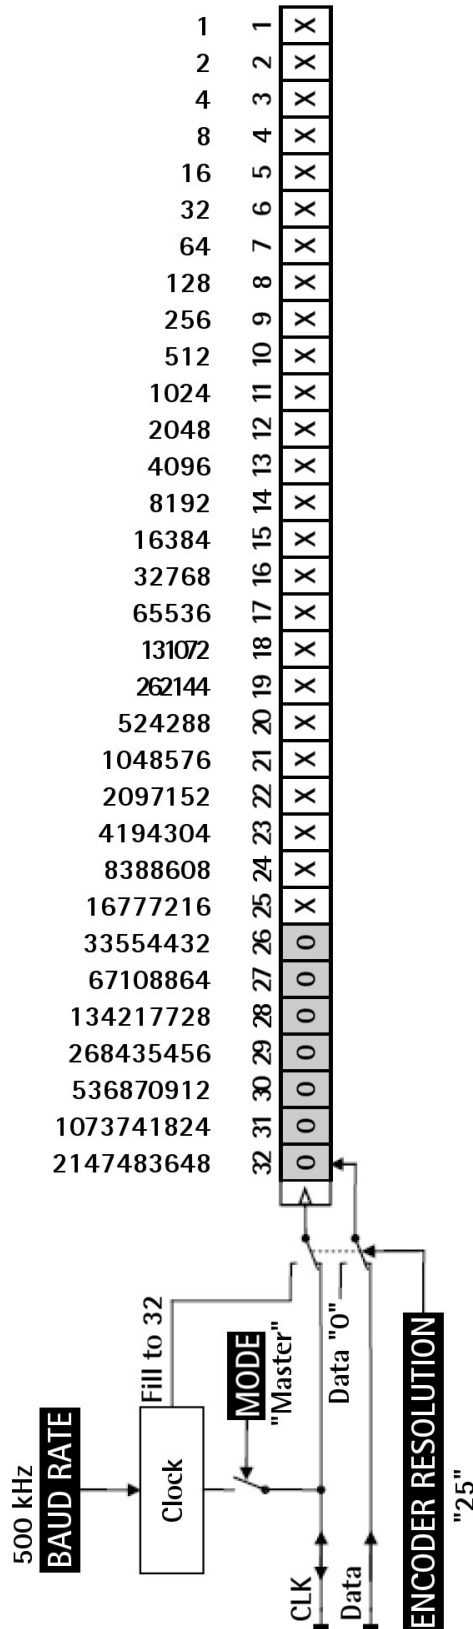 1 1 X
2 2 X
4 3 X
8 4 X
16 5 X
32 6 X
64 7 X
128 8 X
256 9 X
512 10 X
1024 11 X
2048 12 X
4096 13 X
8192 14 X
16384 15 X
32768 16 X
65536 17 X
131072 18 X
262144 19 X
524288 20 X
1048576 21 X
2097152 22 X
4194304 23 X
8388608 24 X
16777216 25 X
33554432 26 0
67108864 27 0
134217728 28 0
268435456 29 0
536870912 30 0
1073741824 31 0
2147483648 32 0
Fill to 32
MODE
"Master"
Data "0"
500 kHz
BAUD RATE
Clock
CLK
Data
ENCODER RESOLUTION
"25"